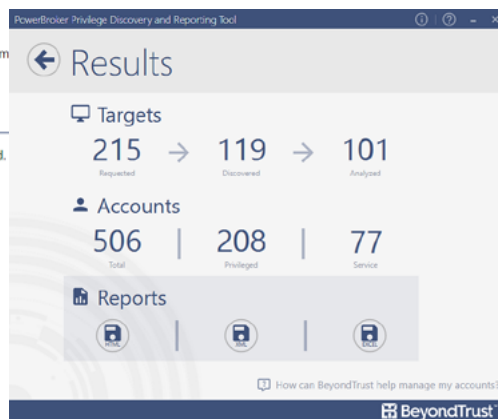 PowerBroker Privilege Discovery and Reporting Tool
m
Results
Targets
d.
215 119 101
Requested Discovered Analyzed
Accounts
506 208 77
Total Privileged Service
Reports
HTML XML EXCEL
How can BeyondTrust help manage my accounts?
BeyondTrust